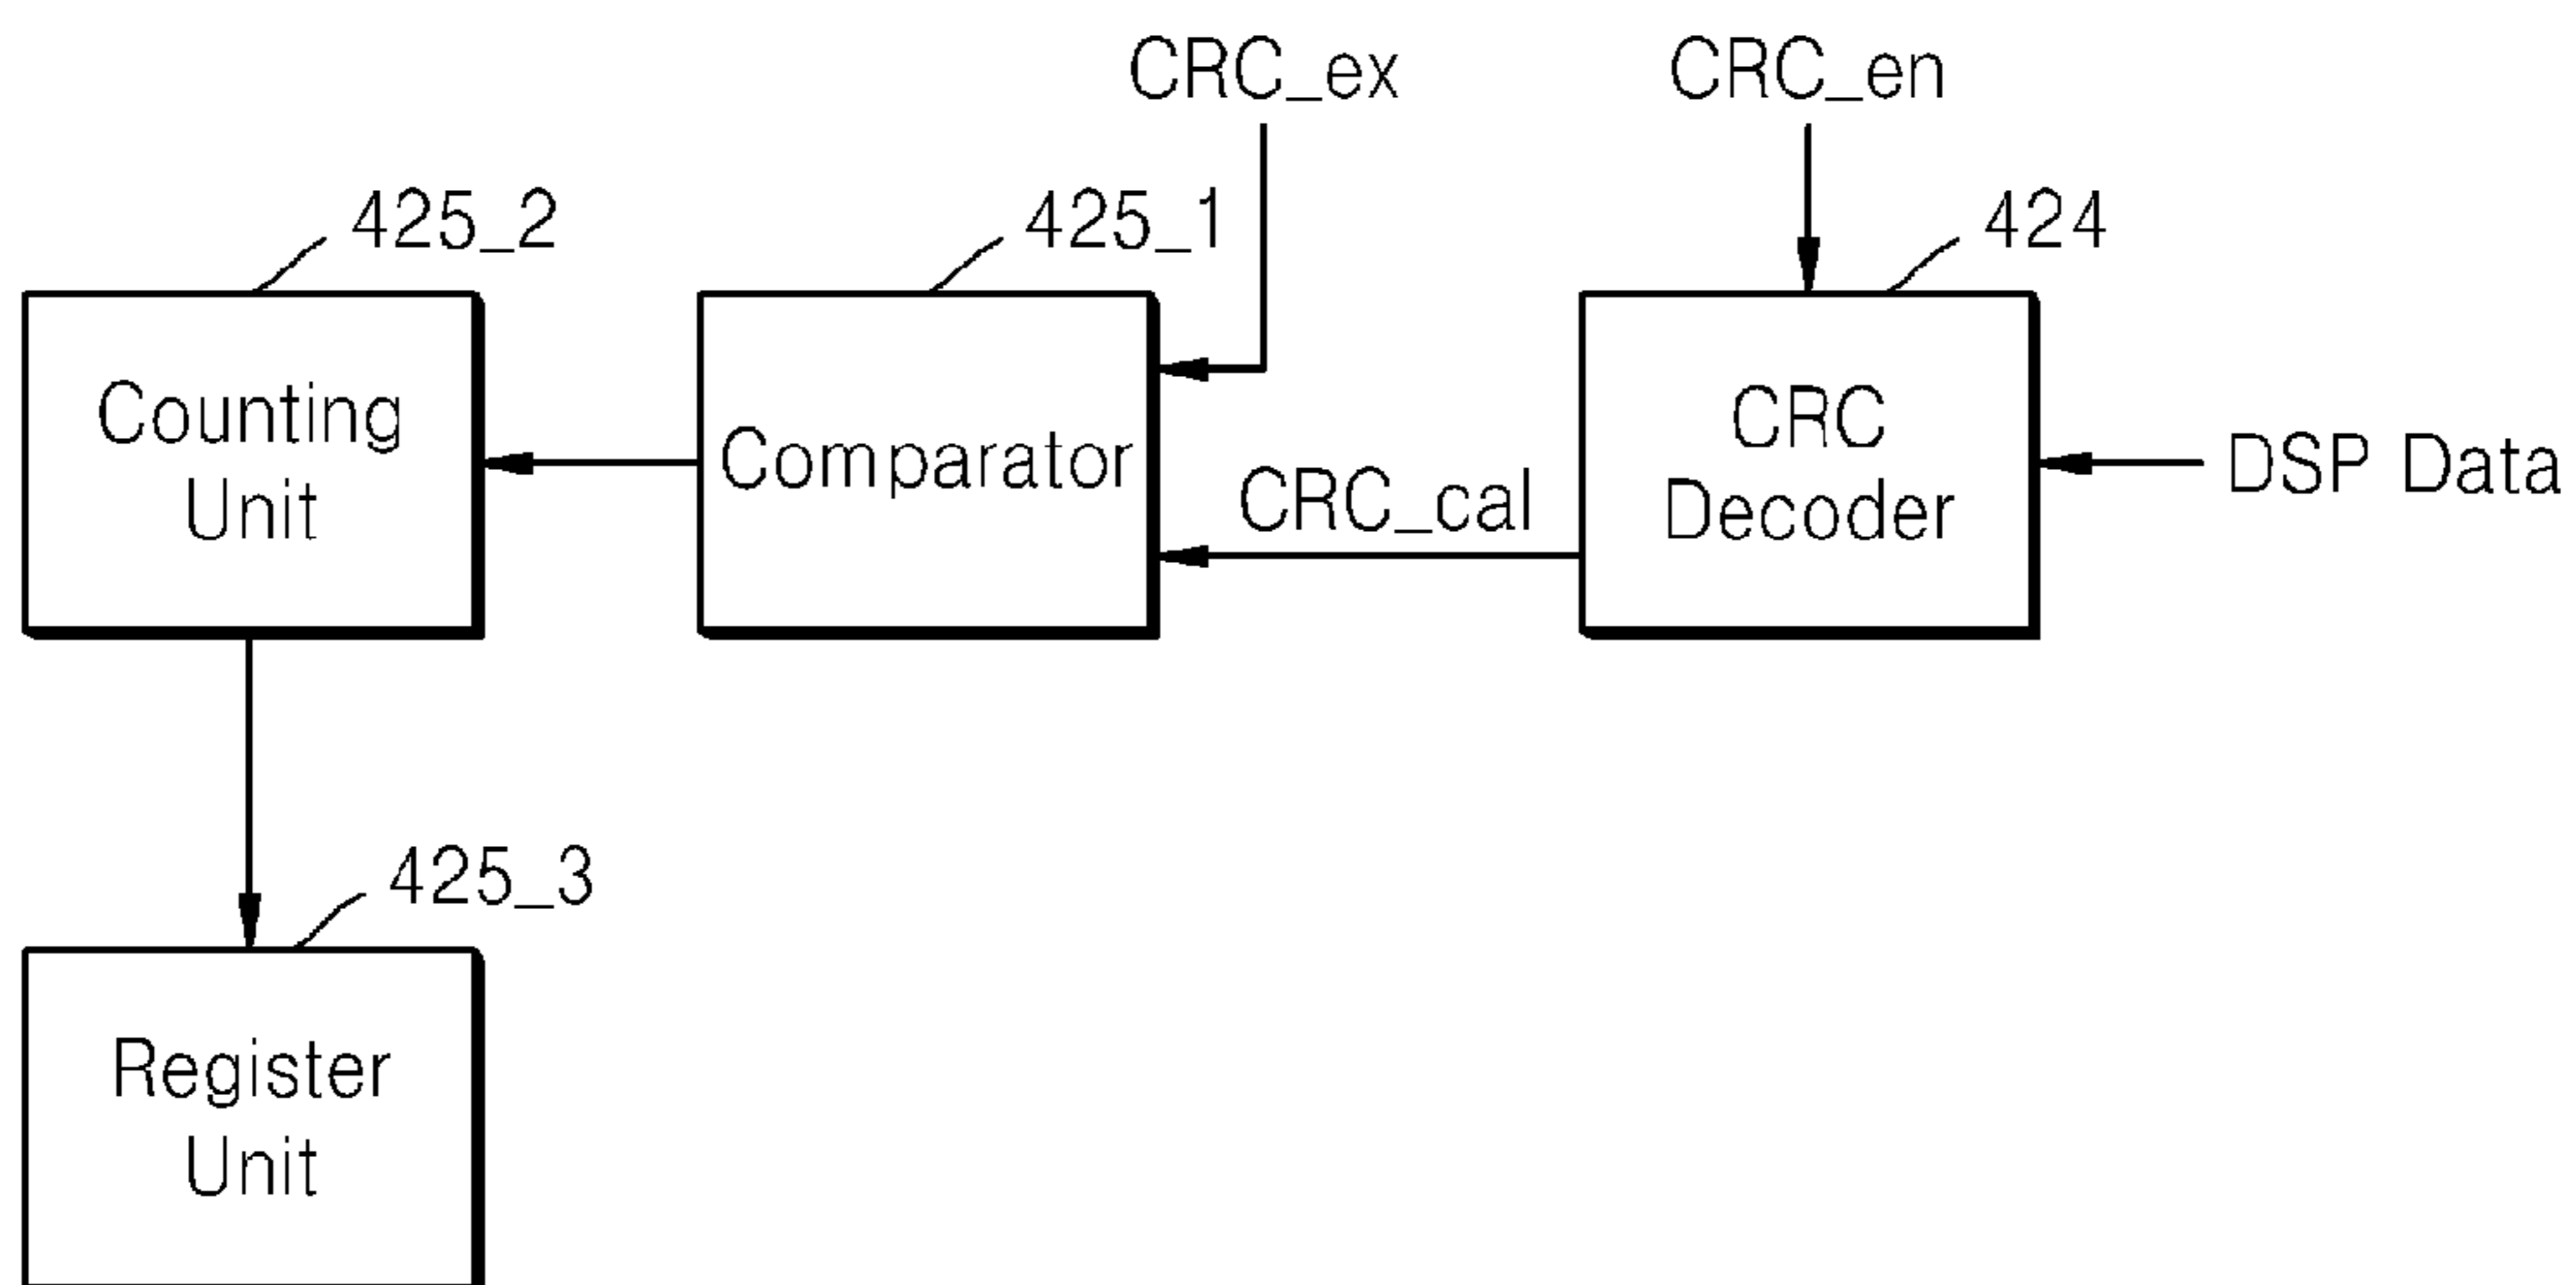 CRC_ex
CRC_en
425_2
425_1
424
Counting
Unit
Comparator
CRC_cal
CRC
Decoder
DSP Data
425_3
Register
Unit